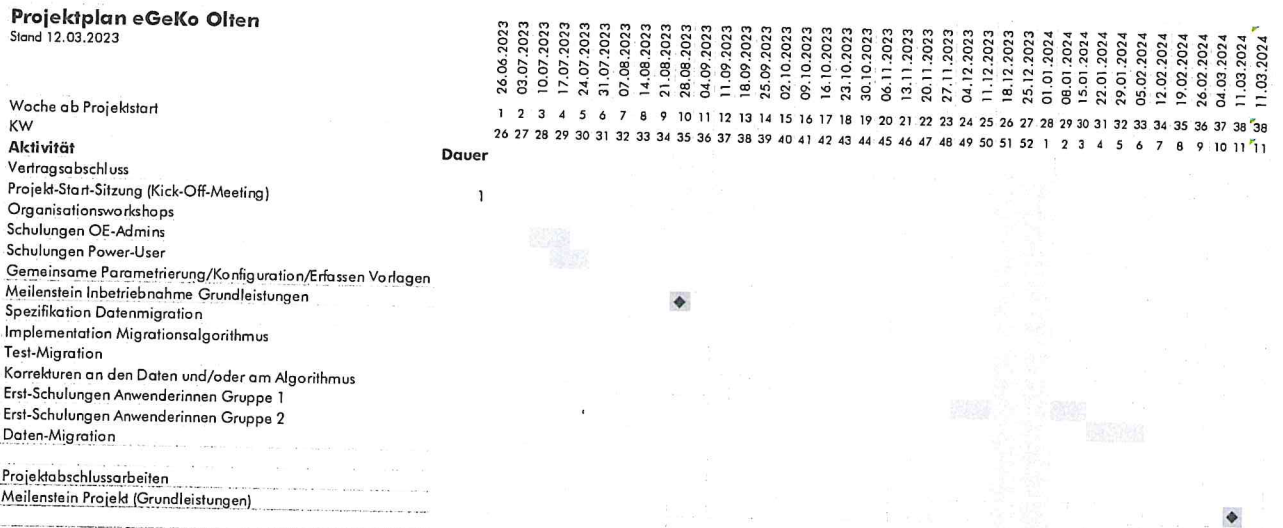 Projektplan eGeKo Olten
Stand 12.03.2023
26.06.2023 03.07.2023 10.07.2023 17.07.2023 24.07.2023 31.07.2023 07.08.2023 14.08.2023 21.08.2023 28.08.2023 04.09.2023 11.09.2023 18.09.2023 25.09.2023 02.10.2023 09.10.2023 16.10.2023 23.10.2023 30.10.2023 06.11.2023 13.11.2023 20.11.2023 27.11.2023 04.12.2023 11.12.2023 18.12.2023 25.12.2023 01.01.2024 08.01.2024 15.01.2024 22.01.2024 29.01.2024 05.02.2024 12.02.2024 19.02.2024 26.02.2024 04.03.2024 11.03.2024 11.03.2024
Woche ab Projektstart 1 2 3 4 5 6 7 8 9 10 11 12 13 14 15 16 17 18 19 20 21 22 23 24 25 26 27 28 29 30 31 32 33 34 35 36 37 38 38
KW 26 27 28 29 30 31 32 33 34 35 36 37 38 39 40 41 42 43 44 45 46 47 48 49 50 51 52 1 2 3 4 5 6 7 8 9 10 11 11
Aktivität Dauer
Vertragsabschluss
Projekt-Start-Sitzung (Kick-Off-Meeting) 1
Organisationsworkshops
Schulungen OE-Admins
Schulungen Power-User
Gemeinsame Parametrierung/Konfiguration/Erfassen Vorlagen
Meilenstein Inbetriebnahme Grundleistungen
Spezifikation Datenmigration
Implementation Migrationsalgorithmus
Test-Migration
Korrekturen an den Daten und/oder am Algorithmus
Erst-Schulungen Anwenderinnen Gruppe 1
Erst-Schulungen Anwenderinnen Gruppe 2
Daten-Migration
Projektabschlussarbeiten
Meilenstein Projekt (Grundleistungen)